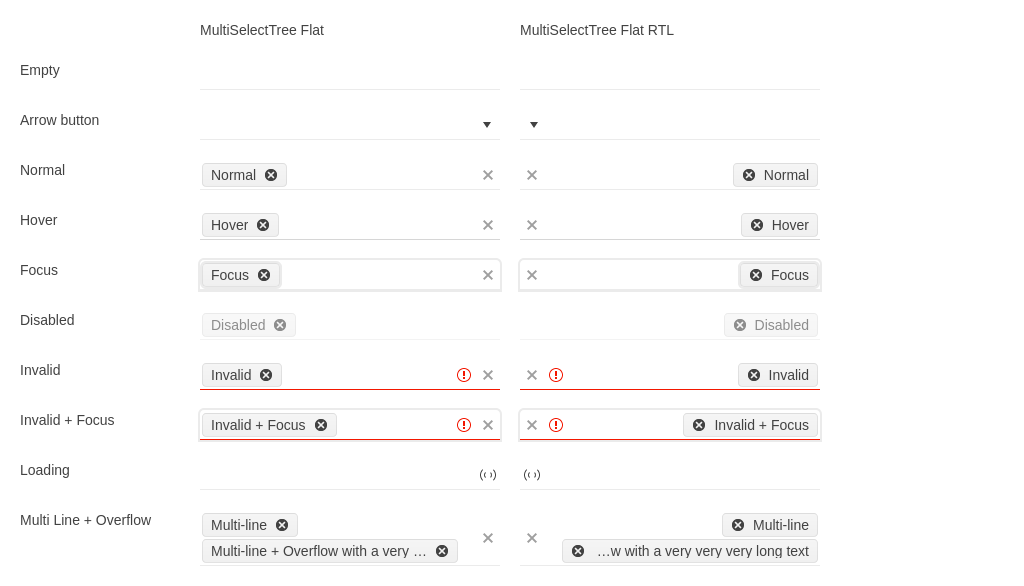 MultiSelectTree Flat MultiSelectTree Flat RTL
Empty
Arrow button
Normal Normal Normal
Hover Hover Hover
Focus Focus Focus
Disabled Disabled Disabled
Invalid Invalid Invalid
Invalid + Focus Invalid + Focus Invalid + Focus
Loading
Multi Line + Overflow Multi-line Multi-line
Multi-line + Overflow with a very … …w with a very very very long text